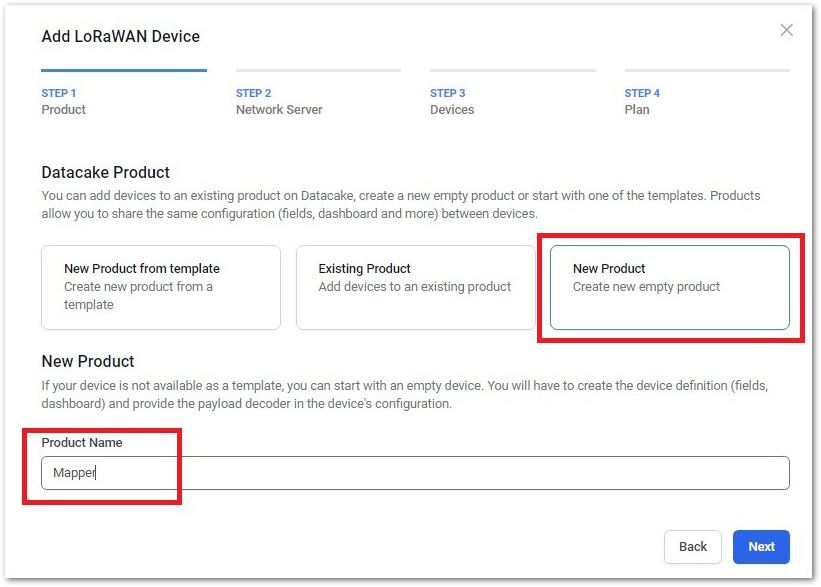 Add LoRaWAN Device
STEP 1
Product
STEP 2
Network Server
STEP 3
Devices
STEP 4
Plan
Datacake Product
You can add devices to an existing product on Datacake, create a new empty product or start with one of the templates. Products
allow you to share the same configuration (fields, dashboard and more) between devices.
New Product from template
Create new product from a
template
Existing Product
Add devices to an existing product
New Product
Create new empty product
New Product
If your device is not available as a template, you can start with an empty device. You will have to create the device definition (fields,
dashboard) and provide the payload decoder in the device's configuration.
Product Name
Mapper
Back
Next